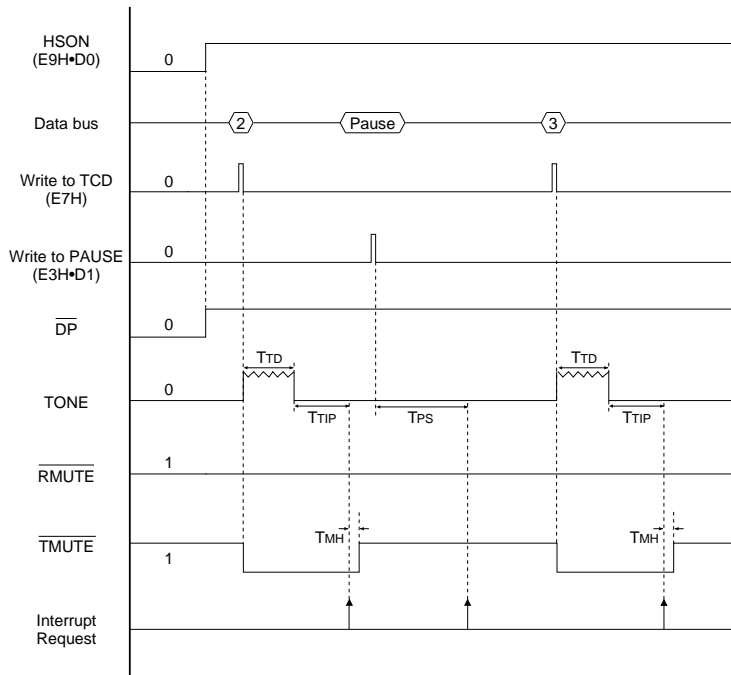 HSON
(E9H•D0)
0
Data bus
2
Pause
3
Write to TCD
(E7H)
0
Write to PAUSE
(E3H•D1)
0
DP
0
TONE
0
TTD
TTIP
TPS
TTD
TTIP
RMUTE
1
TMUTE
1
TMH
TMH
Interrupt
Request